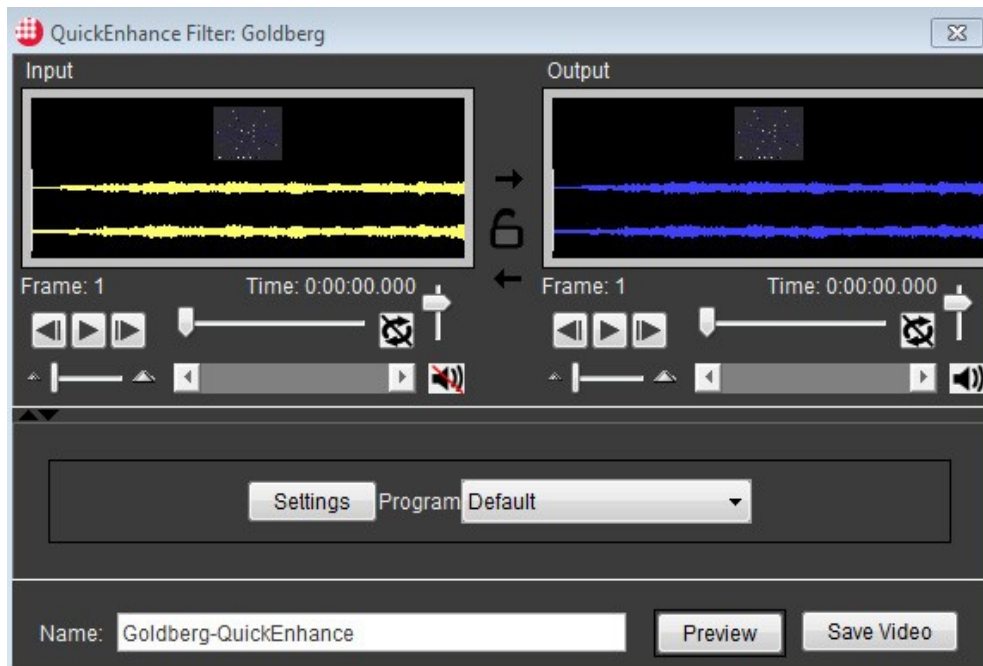 QuickEnhance Filter: Goldberg
Input
Output
Frame: 1
Time: 0:00:00.000
Frame: 1
Time: 0:00:00.000
Settings
Program
Default
Name:
Goldberg-QuickEnhance
Preview
Save Video